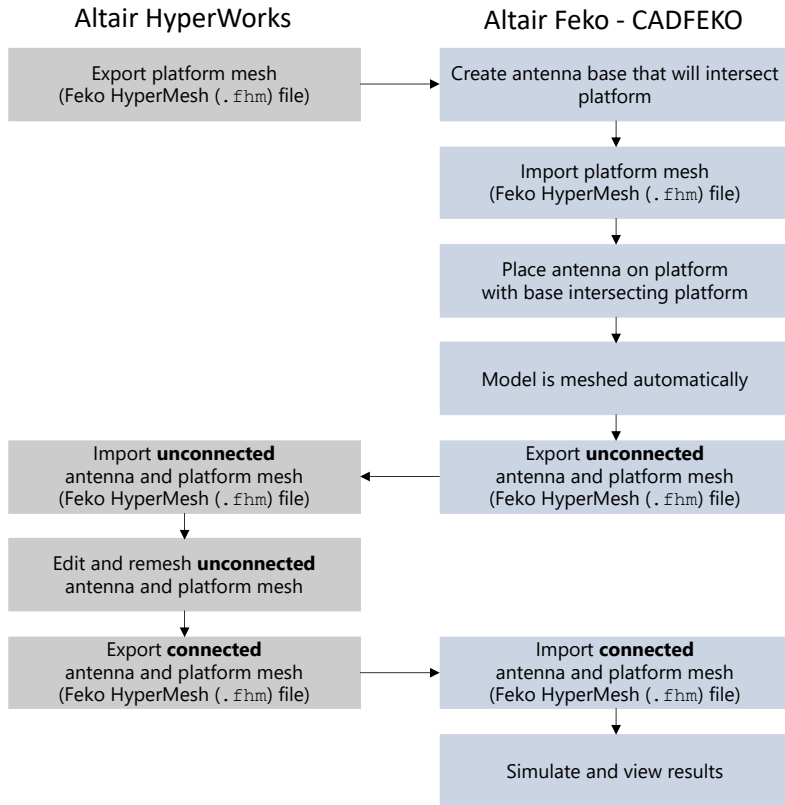 Altair HyperWorks
Altair Feko - CADFEKO
Export platform mesh
(Feko HyperMesh (.fhm) file)
Create antenna base that will intersect
platform
Import platform mesh
(Feko HyperMesh (.fhm) file)
Place antenna on platform
with base intersecting platform
Model is meshed automatically
Export unconnected
antenna and platform mesh
(Feko HyperMesh (.fhm) file)
Import unconnected
antenna and platform mesh
(Feko HyperMesh (.fhm) file)
Edit and remesh unconnected
antenna and platform mesh
Export connected
antenna and platform mesh
(Feko HyperMesh (.fhm) file)
Import connected
antenna and platform mesh
(Feko HyperMesh (.fhm) file)
Simulate and view results